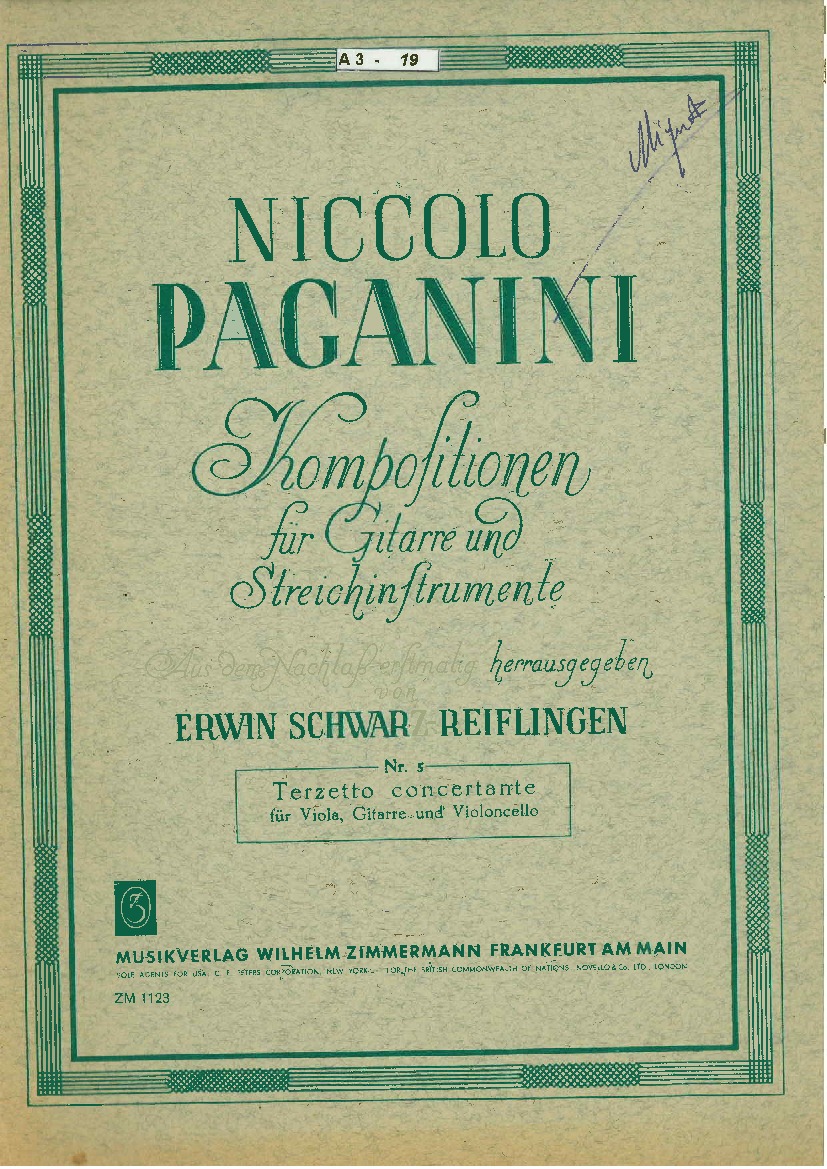 A 3 - 19
NICCOLO
PAGANINI
Kompoſitionen
für Gitarre und
Streichinſtrumente
Aus dem Nachlaß erſtmalig herrausgegeben
von
ERWIN SCHWARZ REIFLINGEN
Nr. 5
Terzetto concertante
für Viola, Gitarre und Violoncello
3
MUSIKVERLAG WILHELM ZIMMERMANN FRANKFURT AM MAIN
SOLE AGENTS FOR USA: C. F. PETERS CORPORATION, NEW YORK FOR THE BRITISH COMMONWEALTH OF NATIONS: NOVELLO & Co. LTD., LONDON
ZM 1123